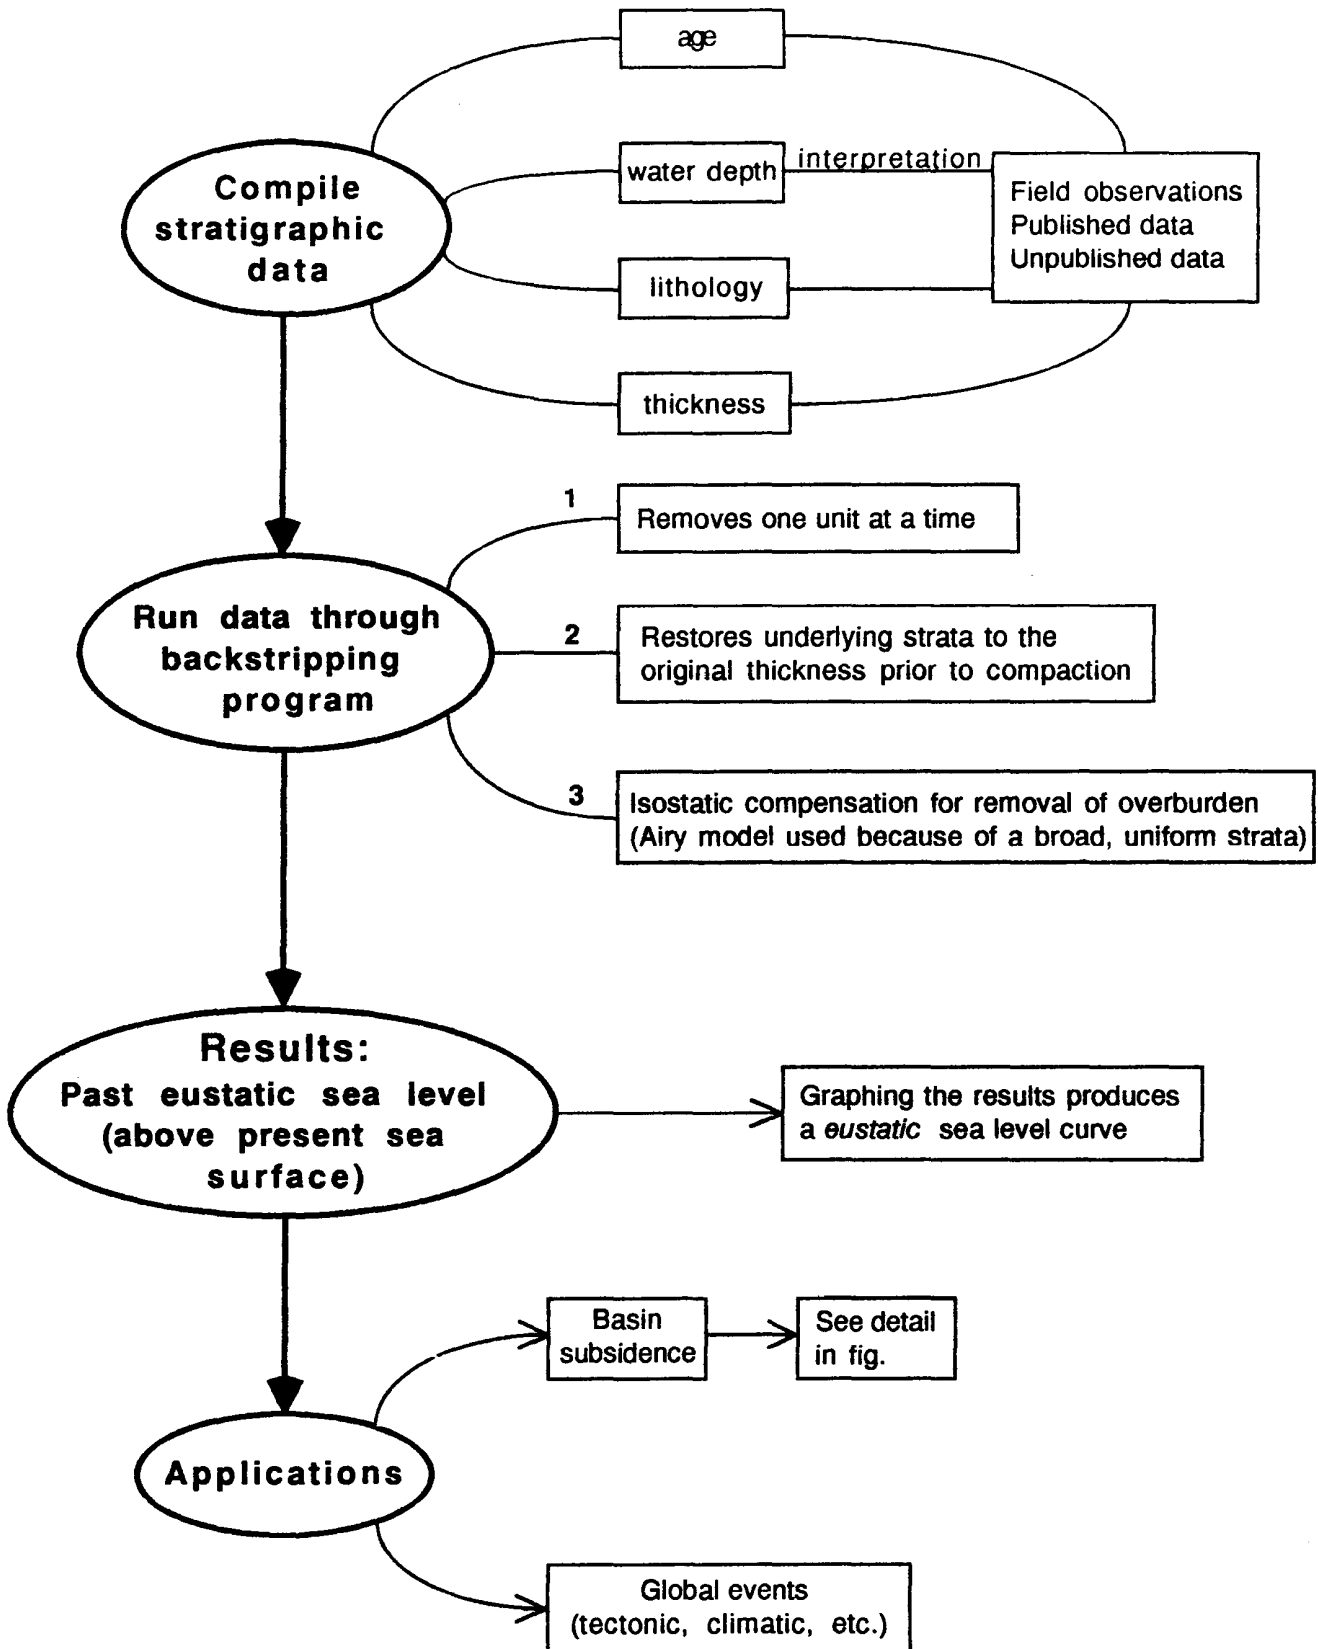 age
Compile
stratigraphic
data
water depth
interpretation
Field observations
Published data
Unpublished data
lithology
thickness
Run data through
backstripping
program
1
Removes one unit at a time
2
Restores underlying strata to the
original thickness prior to compaction
3
Isostatic compensation for removal of overburden
(Airy model used because of a broad, uniform strata)
Results:
Past eustatic sea level
(above present sea
surface)
Graphing the results produces
a eustatic sea level curve
Applications
Basin
subsidence
See detail
in fig.
Global events
(tectonic, climatic, etc.)